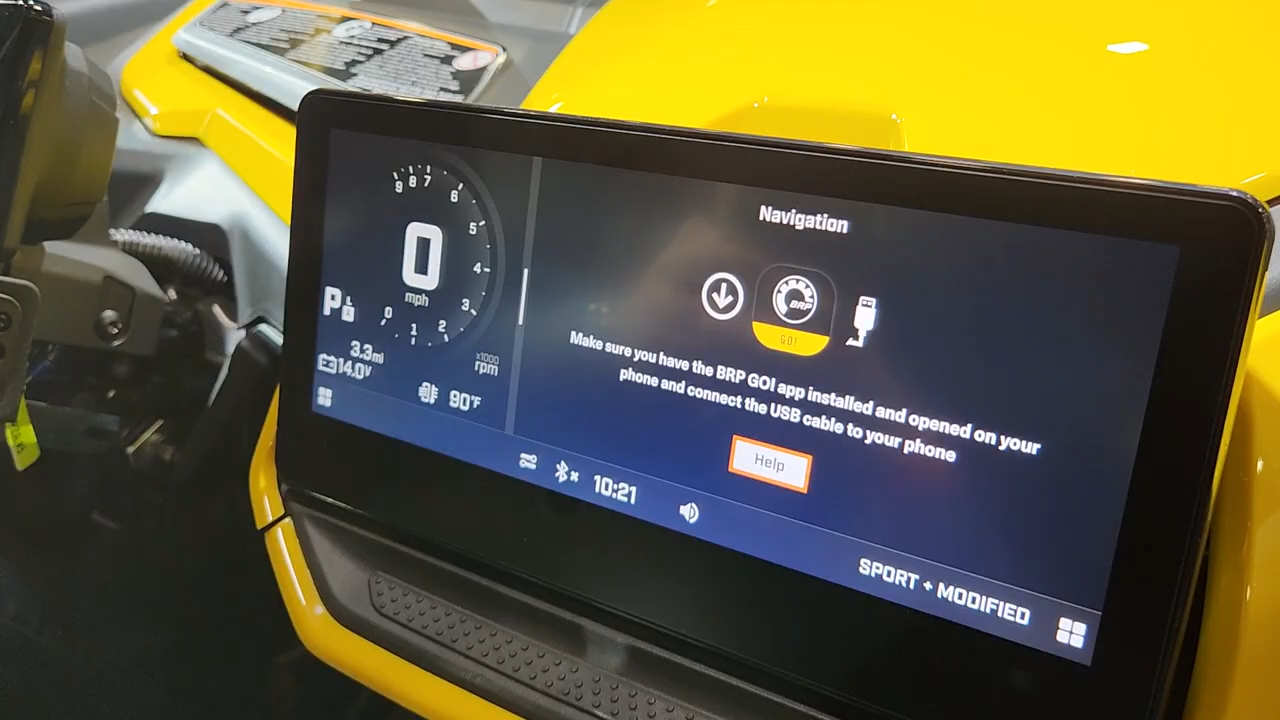 9 8 7 6 5 4 3 2 1 0
0
mph
P L
3.3mi
14.0V
x1000
rpm
90°F
Navigation
BRP
GO!
Make sure you have the BRP GO! app installed and opened on your
phone and connect the USB cable to your phone
Help
10:21
SPORT + MODIFIED